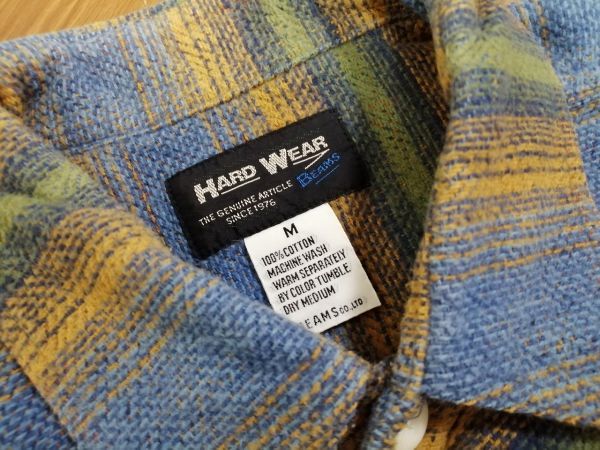 HARD WEAR
BEAMS
THE GENUINE ARTICLE
SINCE 1976
M
100% COTTON
MACHINE WASH
WARM SEPARATELY
BY COLOR TUMBLE
DRY MEDIUM
EAMS CO.,LTD